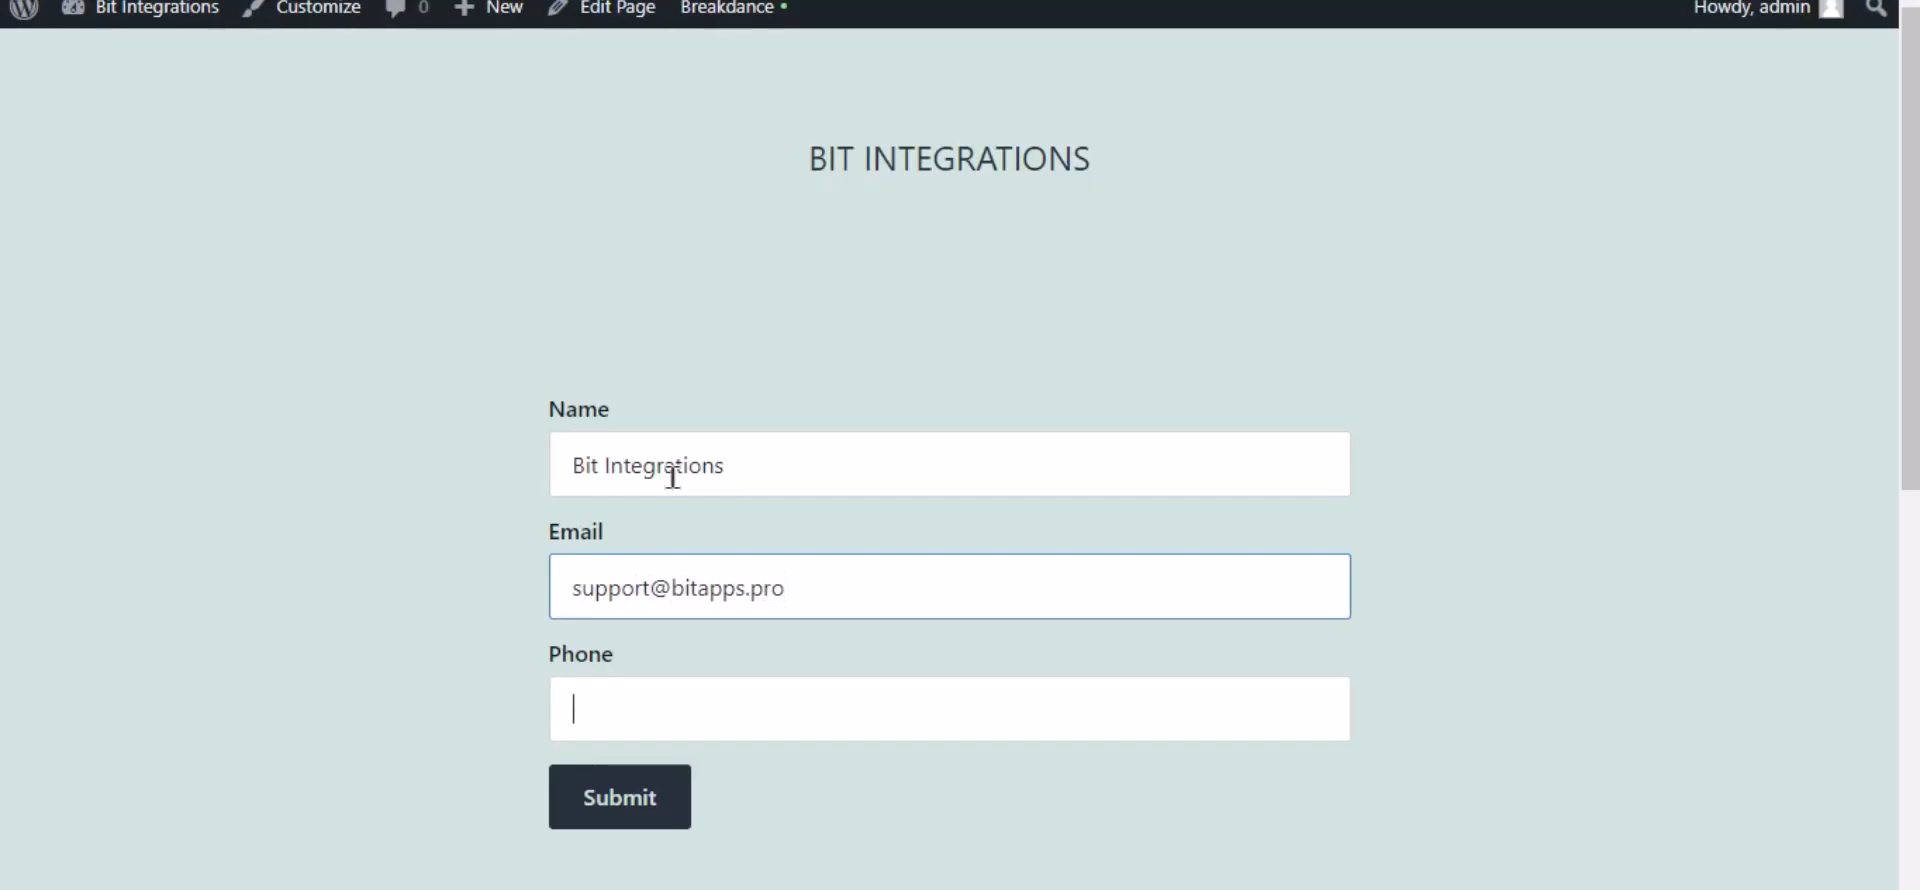 Bit Integrations Customize 0 New Edit Page Breakdance Howdy, admin
BIT INTEGRATIONS
Name
Bit Integrations
Email
support@bitapps.pro
Phone
Submit